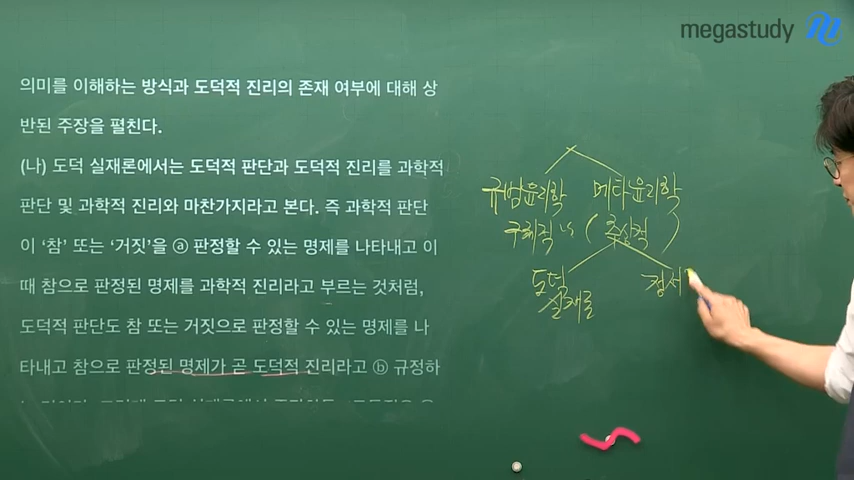 megastudy
의미를 이해하는 방식과 도덕적 진리의 존재 여부에 대해 상
반된 주장을 펼친다.
(나) 도덕 실재론에서는 도덕적 판단과 도덕적 진리를 과학적
판단 및 과학적 진리와 마찬가지라고 본다. 즉 과학적 판단
이 ‘참’ 또는 ‘거짓’을 ⓐ 판정할 수 있는 명제를 나타내고 이
때 참으로 판정된 명제를 과학적 진리라고 부르는 것처럼,
도덕적 판단도 참 또는 거짓으로 판정할 수 있는 명제를 나
타내고 참으로 판정된 명제가 곧 도덕적 진리라고 ⓑ 규정하
규범윤리학 메타윤리학
구체적 vs ( 추상적 )
도덕 정서
실재론